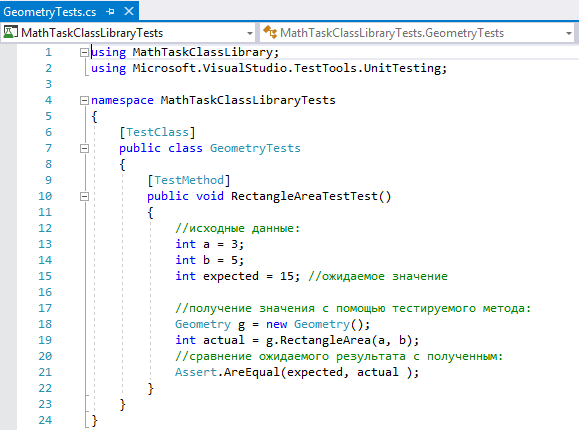 GeometryTests.cs
MathTaskClassLibraryTests MathTaskClassLibraryTests.GeometryTests
1 using MathTaskClassLibrary;
2 using Microsoft.VisualStudio.TestTools.UnitTesting;
3
4 namespace MathTaskClassLibraryTests
5 {
6 [TestClass]
7 public class GeometryTests
8 {
9 [TestMethod]
10 public void RectangleAreaTestTest()
11 {
12 //исходные данные:
13 int a = 3;
14 int b = 5;
15 int expected = 15; //ожидаемое значение
16
17 //получение значения с помощью тестируемого метода:
18 Geometry g = new Geometry();
19 int actual = g.RectangleArea(a, b);
20 //сравнение ожидаемого результата с полученным:
21 Assert.AreEqual(expected, actual );
22 }
23 }
24 }